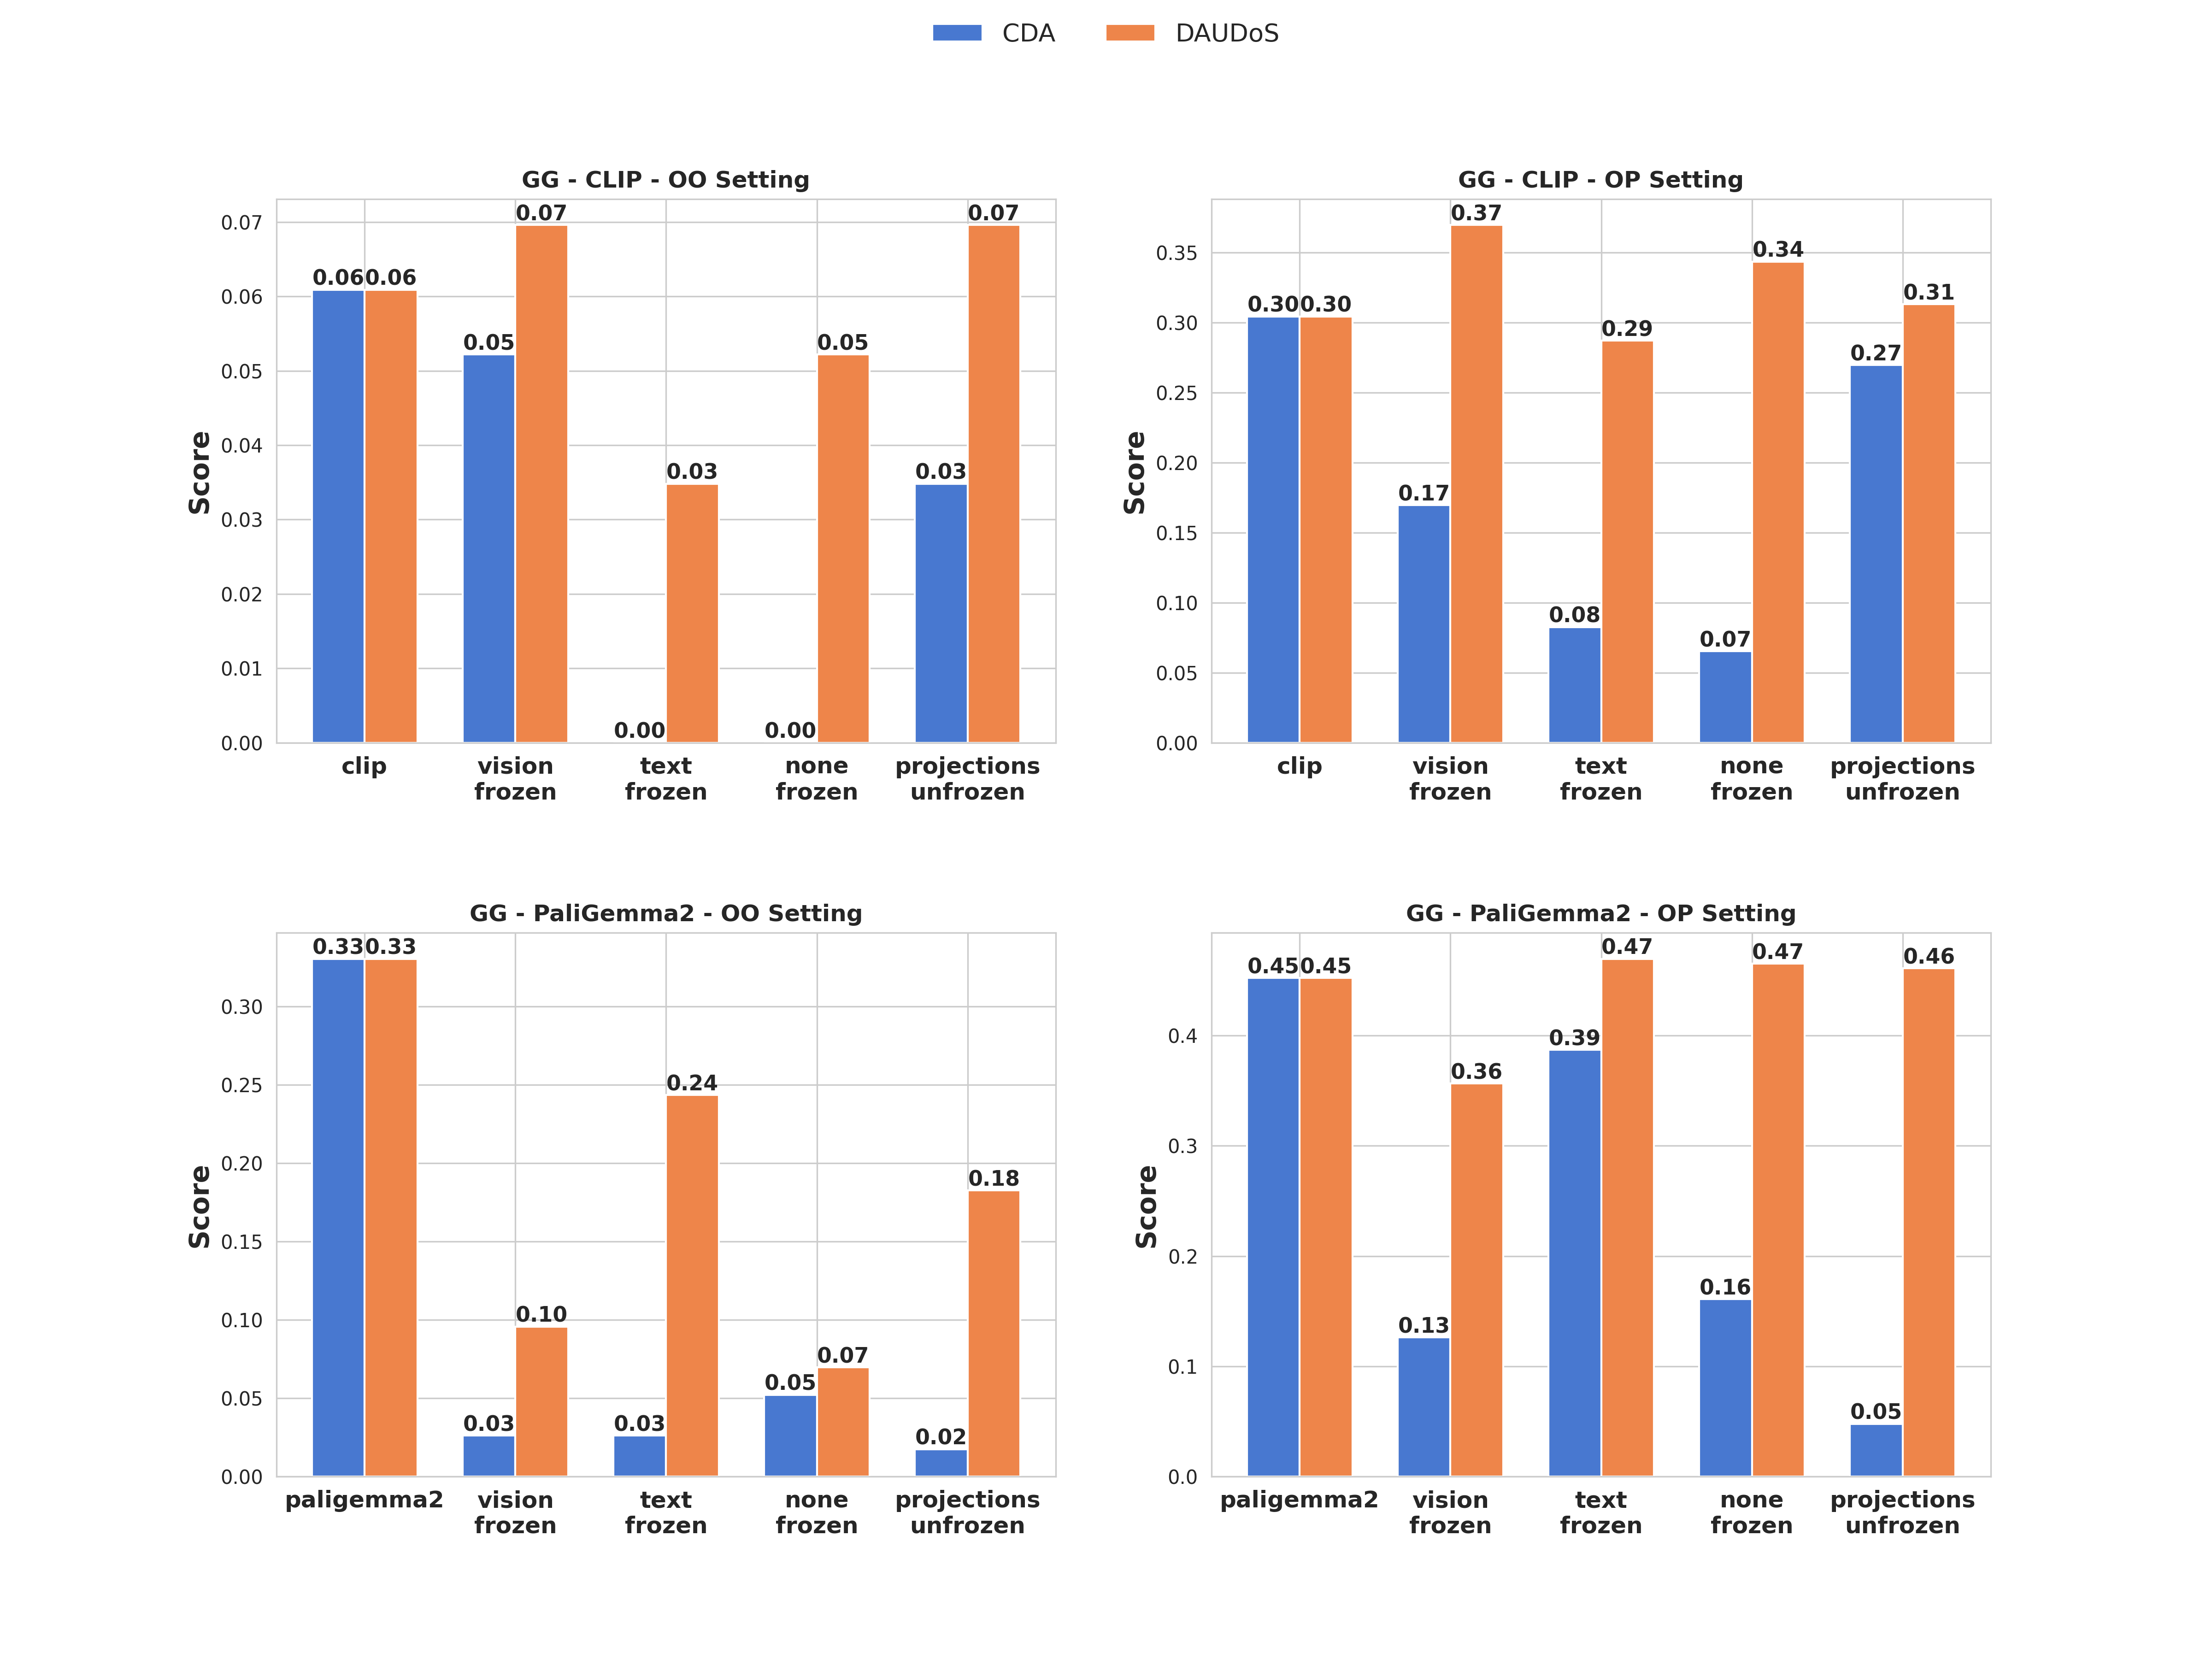 CDA DAUDoS
GG - CLIP - OO Setting
Score
0.07
0.06
0.05
0.04
0.03
0.02
0.01
0.00
0.06 0.06
0.05 0.07
0.00 0.03
0.00 0.05
0.03 0.07
clip
vision
frozen
text
frozen
none
frozen
projections
unfrozen
GG - CLIP - OP Setting
Score
0.35
0.30
0.25
0.20
0.15
0.10
0.05
0.00
0.30 0.30
0.17 0.37
0.08 0.29
0.07 0.34
0.27 0.31
clip
vision
frozen
text
frozen
none
frozen
projections
unfrozen
GG - PaliGemma2 - OO Setting
Score
0.30
0.25
0.20
0.15
0.10
0.05
0.00
0.33 0.33
0.03 0.10
0.03 0.24
0.05 0.07
0.02 0.18
paligemma2
vision
frozen
text
frozen
none
frozen
projections
unfrozen
GG - PaliGemma2 - OP Setting
Score
0.4
0.3
0.2
0.1
0.0
0.45 0.45
0.13 0.36
0.39 0.47
0.16 0.47
0.05 0.46
paligemma2
vision
frozen
text
frozen
none
frozen
projections
unfrozen